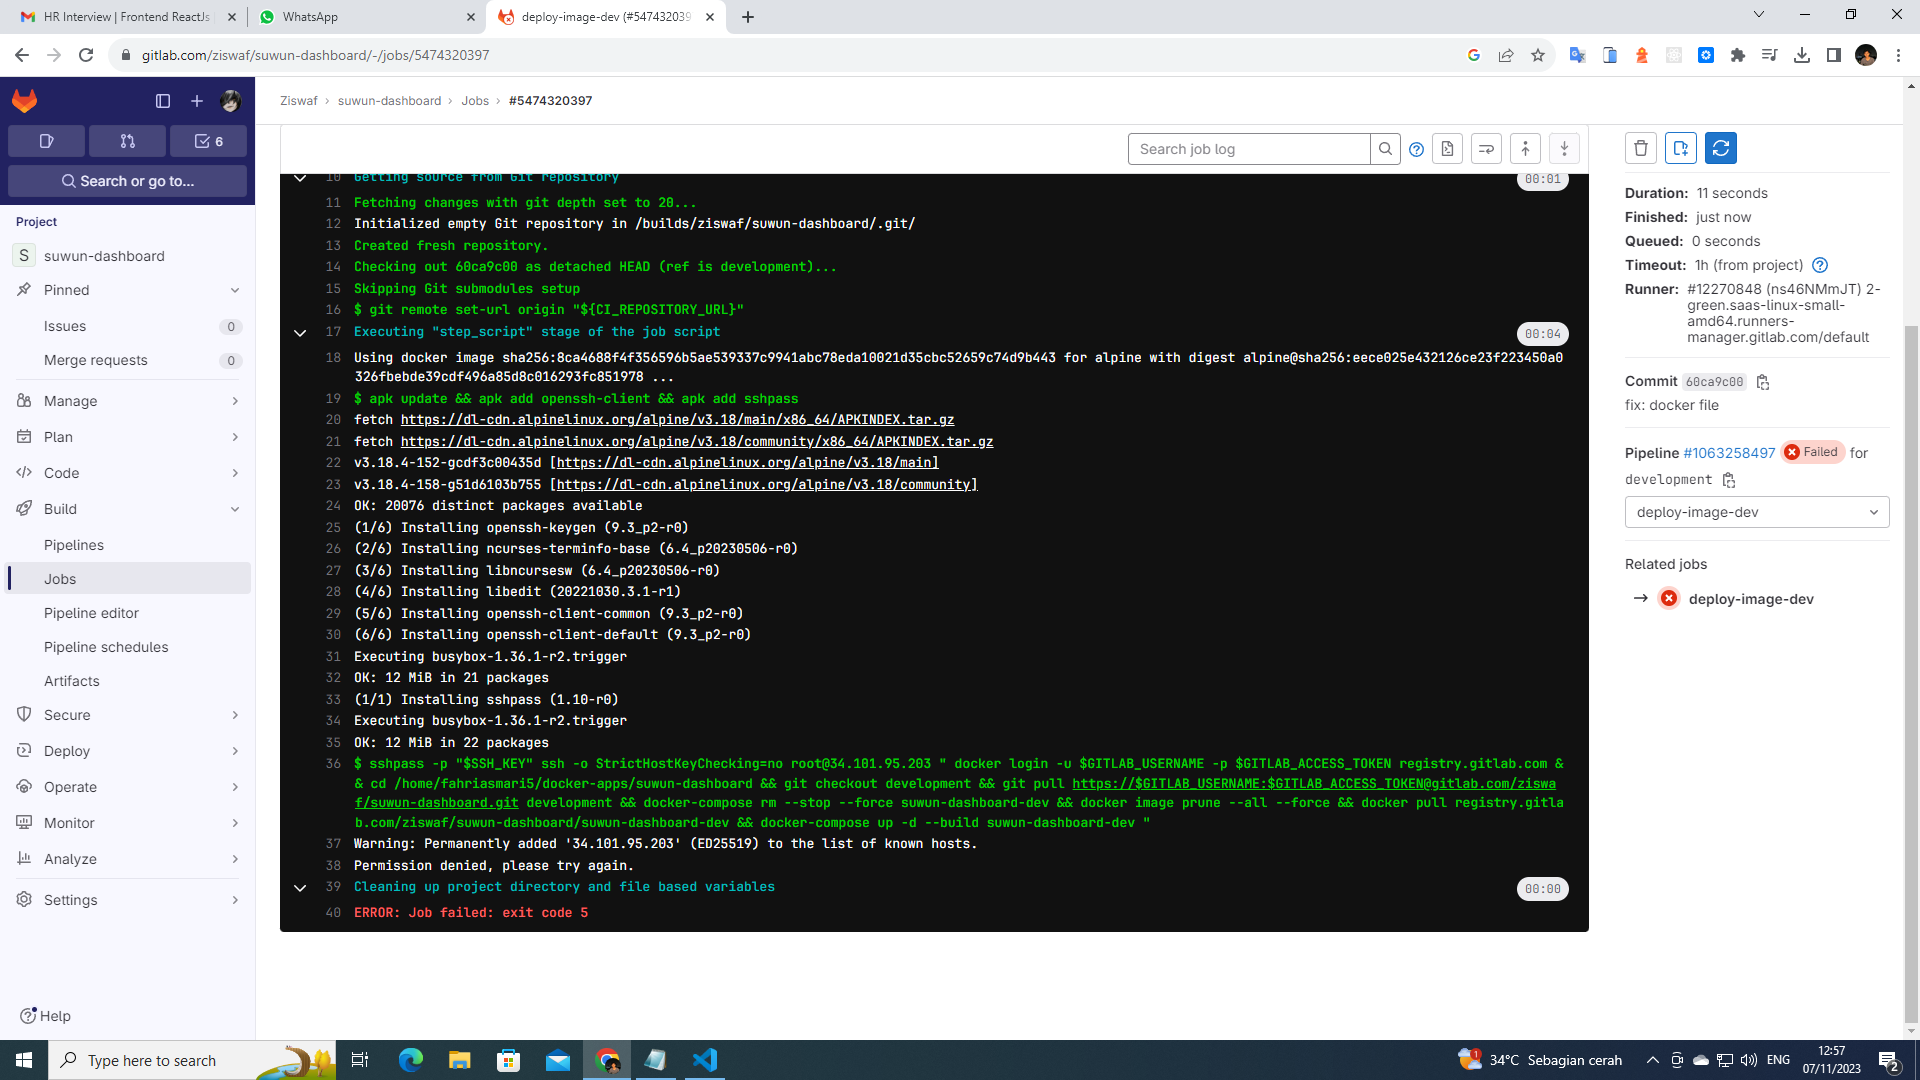 HR Interview | Frontend ReactJs
WhatsApp
deploy-image-dev (#547432039
gitlab.com/ziswaf/suwun-dashboard/-/jobs/5474320397
6
Search or go to...
Project
S suwun-dashboard
Pinned
Issues 0
Merge requests 0
Manage
Plan
Code
Build
Pipelines
Jobs
Pipeline editor
Pipeline schedules
Artifacts
Secure
Deploy
Operate
Monitor
Analyze
Settings
Help
Ziswaf › suwun-dashboard › Jobs › #5474320397
Search job log
10 Getting source from Git repository 00:01
11 Fetching changes with git depth set to 20...
12 Initialized empty Git repository in /builds/ziswaf/suwun-dashboard/.git/
13 Created fresh repository.
14 Checking out 60ca9c00 as detached HEAD (ref is development)...
15 Skipping Git submodules setup
16 $ git remote set-url origin "${CI_REPOSITORY_URL}"
17 Executing "step_script" stage of the job script 00:04
18 Using docker image sha256:8ca4688f4f356596b5ae539337c9941abc78eda10021d35cbc52659c74d9b443 for alpine with digest alpine@sha256:eece025e432126ce23f223450a0
326fbebde39cdf496a85d8c016293fc851978 ...
19 $ apk update && apk add openssh-client && apk add sshpass
20 fetch https://dl-cdn.alpinelinux.org/alpine/v3.18/main/x86_64/APKINDEX.tar.gz
21 fetch https://dl-cdn.alpinelinux.org/alpine/v3.18/community/x86_64/APKINDEX.tar.gz
22 v3.18.4-152-gcdf3c00435d [https://dl-cdn.alpinelinux.org/alpine/v3.18/main]
23 v3.18.4-158-g51d6103b755 [https://dl-cdn.alpinelinux.org/alpine/v3.18/community]
24 OK: 20076 distinct packages available
25 (1/6) Installing openssh-keygen (9.3_p2-r0)
26 (2/6) Installing ncurses-terminfo-base (6.4_p20230506-r0)
27 (3/6) Installing libncursesw (6.4_p20230506-r0)
28 (4/6) Installing libedit (20221030.3.1-r1)
29 (5/6) Installing openssh-client-common (9.3_p2-r0)
30 (6/6) Installing openssh-client-default (9.3_p2-r0)
31 Executing busybox-1.36.1-r2.trigger
32 OK: 12 MiB in 21 packages
33 (1/1) Installing sshpass (1.10-r0)
34 Executing busybox-1.36.1-r2.trigger
35 OK: 12 MiB in 22 packages
36 $ sshpass -p "$SSH_KEY" ssh -o StrictHostKeyChecking=no root@34.101.95.203 " docker login -u $GITLAB_USERNAME -p $GITLAB_ACCESS_TOKEN registry.gitlab.com &
& cd /home/fahriasmari5/docker-apps/suwun-dashboard && git checkout development && git pull https://$GITLAB_USERNAME:$GITLAB_ACCESS_TOKEN@gitlab.com/ziswa
f/suwun-dashboard.git development && docker-compose rm --stop --force suwun-dashboard-dev && docker image prune --all --force && docker pull registry.gitla
b.com/ziswaf/suwun-dashboard/suwun-dashboard-dev && docker-compose up -d --build suwun-dashboard-dev "
37 Warning: Permanently added '34.101.95.203' (ED25519) to the list of known hosts.
38 Permission denied, please try again.
39 Cleaning up project directory and file based variables 00:00
40 ERROR: Job failed: exit code 5
Duration: 11 seconds
Finished: just now
Queued: 0 seconds
Timeout: 1h (from project)
Runner: #12270848 (ns46NMmJT) 2-
green.saas-linux-small-
amd64.runners-
manager.gitlab.com/default
Commit 60ca9c00
fix: docker file
Pipeline #1063258497 Failed for
development
deploy-image-dev
Related jobs
deploy-image-dev
Type here to search
1
34°C Sebagian cerah
ENG
12:57
07/11/2023
2